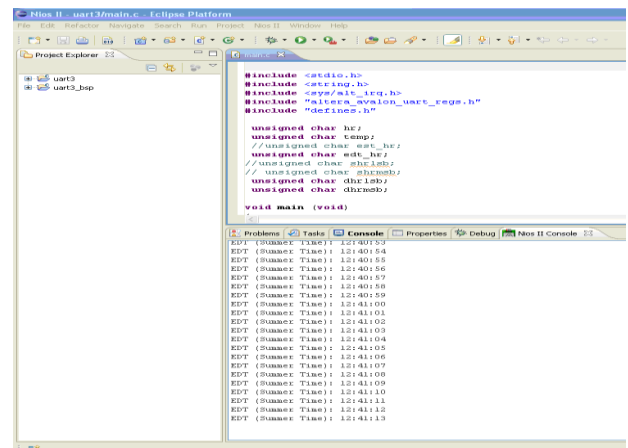 Nios II - uart3/main.c - Eclipse Platform
File Edit Refactor Navigate Search Run Project Nios II Window Help
Project Explorer
main.c
uart3
uart3_bsp
#include <stdio.h>
#include <string.h>
#include <sys/alt_irq.h>
#include "altera_avalon_uart_regs.h"
#include "defines.h"
unsigned char hr;
unsigned char temp;
//unsigned char est_hr;
unsigned char edt_hr;
//unsigned char shrlsb;
// unsigned char shrmsb;
unsigned char dhrlsb;
unsigned char dhrmsb;
void main (void)
Problems Tasks Console Properties Debug Nios II Console
EDT (Summer Time): 12:40:53
EDT (Summer Time): 12:40:54
EDT (Summer Time): 12:40:55
EDT (Summer Time): 12:40:56
EDT (Summer Time): 12:40:57
EDT (Summer Time): 12:40:58
EDT (Summer Time): 12:40:59
EDT (Summer Time): 12:41:00
EDT (Summer Time): 12:41:01
EDT (Summer Time): 12:41:02
EDT (Summer Time): 12:41:03
EDT (Summer Time): 12:41:04
EDT (Summer Time): 12:41:05
EDT (Summer Time): 12:41:06
EDT (Summer Time): 12:41:07
EDT (Summer Time): 12:41:08
EDT (Summer Time): 12:41:09
EDT (Summer Time): 12:41:10
EDT (Summer Time): 12:41:11
EDT (Summer Time): 12:41:12
EDT (Summer Time): 12:41:13